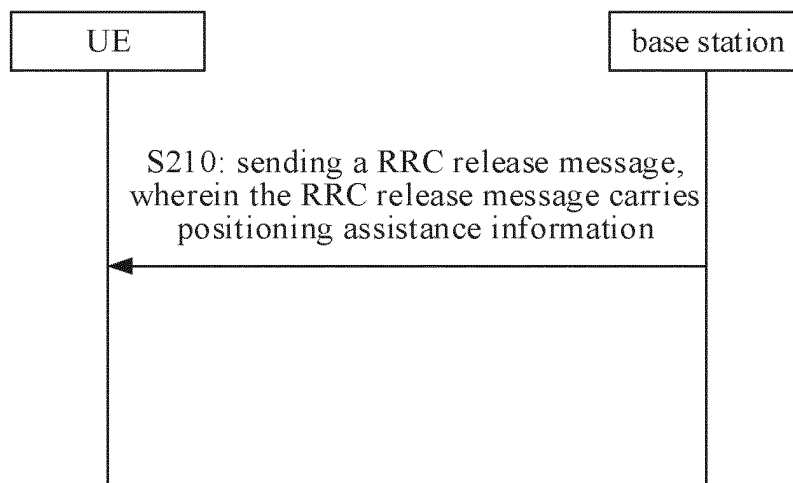 UE
base station
S210: sending a RRC release message,
wherein the RRC release message carries
positioning assistance information